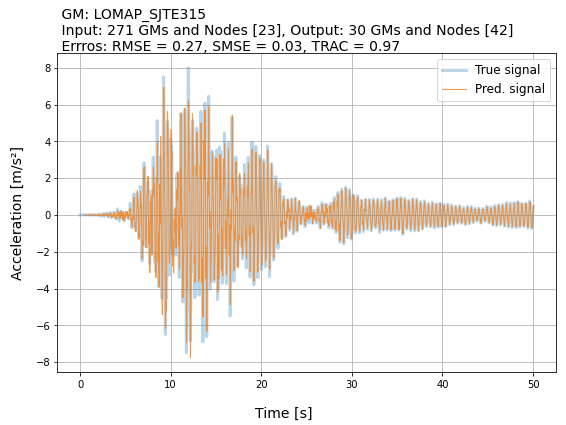 GM: LOMAP_SJTE315
Input: 271 GMs and Nodes [23], Output: 30 GMs and Nodes [42]
Errros: RMSE = 0.27, SMSE = 0.03, TRAC = 0.97
True signal
Pred. signal
8
6
4
2
0
−2
−4
−6
−8
Acceleration [m/s²]
0 10 20 30 40 50
Time [s]